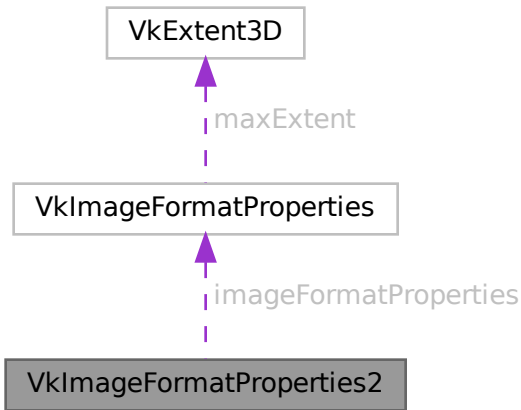 VkExtent3D
maxExtent
VkImageFormatProperties
imageFormatProperties
VkImageFormatProperties2